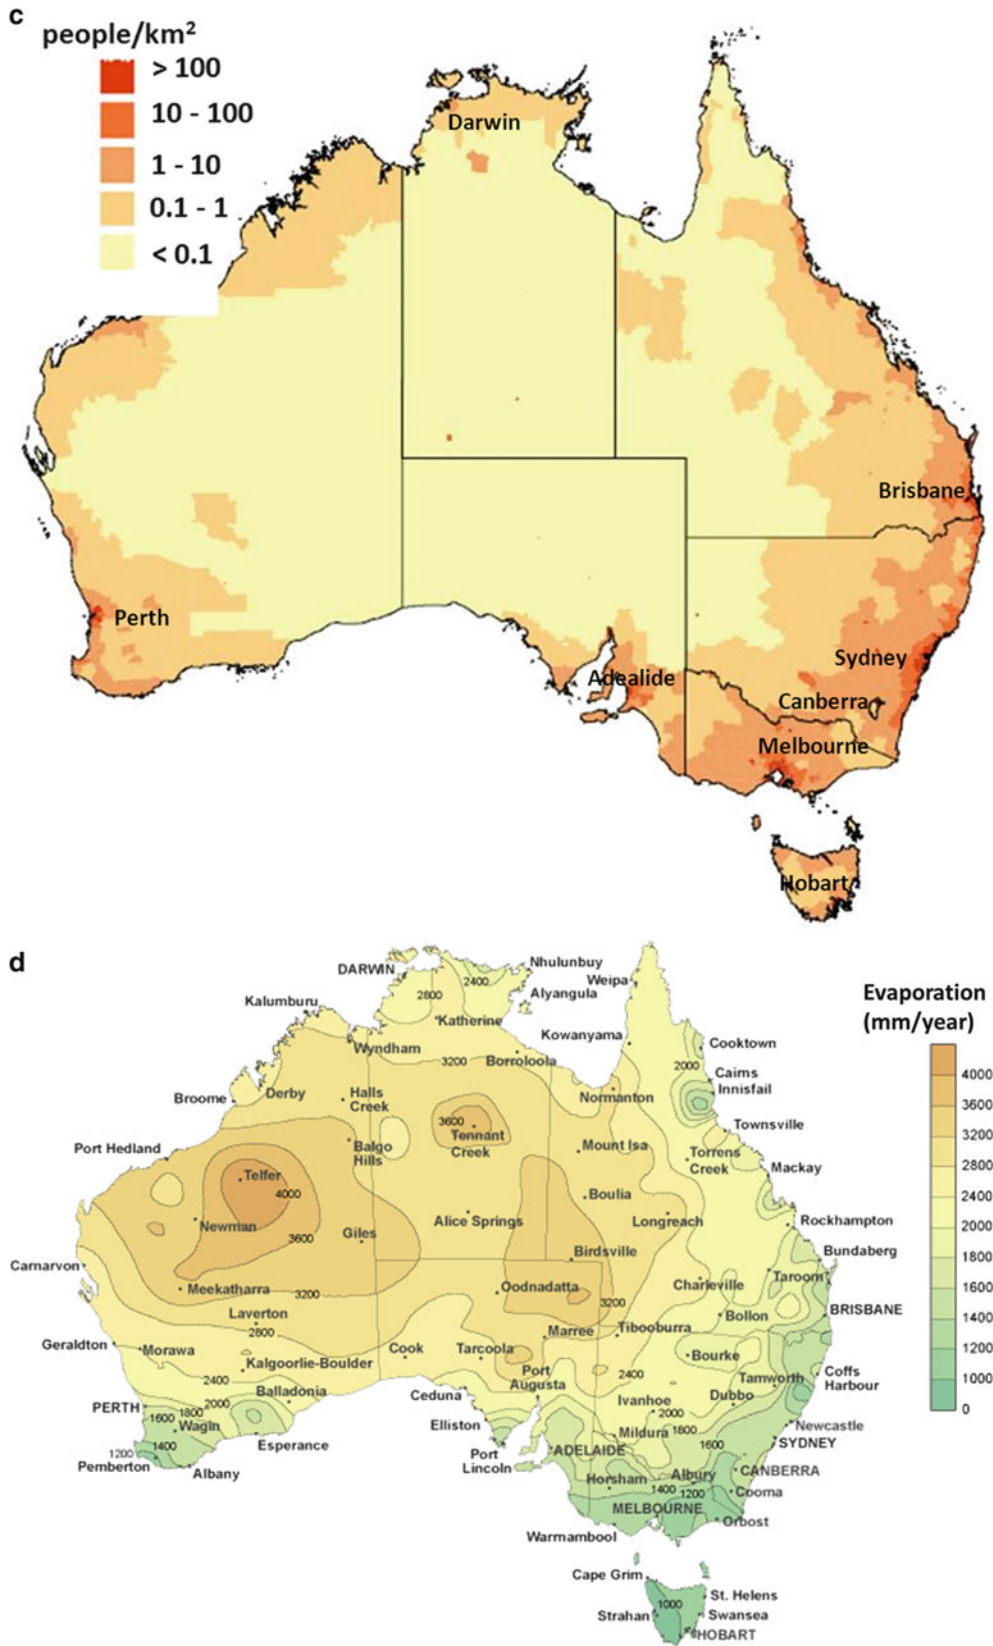 c
people/km²
> 100
10 - 100
1 - 10
0.1 - 1
< 0.1
Darwin
Brisbane
Perth
Sydney
Adealide
Canberra
Melbourne
Hobart
d
DARWIN
Nhulunbuy
2400
Weipa
2800
Alyangula
Kalumburu
Katherine
Kowanyama
Evaporation
(mm/year)
Wyndham
3200
Borroloola
Cooktown
2000
Cairns
Innisfail
Derby
Halls
Creek
Broome
Normanton
3600
Tennant
Creek
Townsville
Port Hedland
Balgo
Hills
Mount Isa
Torrens
Creek
Mackay
Telfer
4000
Boulia
Newman
3600
Giles
Alice Springs
Longreach
Rockhampton
Carnarvon
Birdsville
Bundaberg
Meekatharra
Oodnadatta
Charleville
Taroom
3200
3200
Laverton
2800
Marree
Tibooburra
Bollon
BRISBANE
Geraldton
Morawa
Cook
Tarcoola
Bourke
Kalgoorlie-Boulder
2400
Port
Augusta
2400
Tamworth
Coffs
Harbour
Balladonia
Ceduna
Ivanhoe
Dubbo
PERTH
1600
1800
2000
2000
Wagin
Elliston
Mildura
1800
Newcastle
1200
1400
Esperance
ADELAIDE
1600
SYDNEY
Pemberton
Albany
Port
Lincoln
Horsham
Albury
CANBERRA
1400
1200
Cooma
MELBOURNE
Orbost
Warrnambool
Cape Grim
St. Helens
1000
Strahan
Swansea
HOBART
4000
3600
3200
2800
2400
2000
1800
1600
1400
1200
1000
0